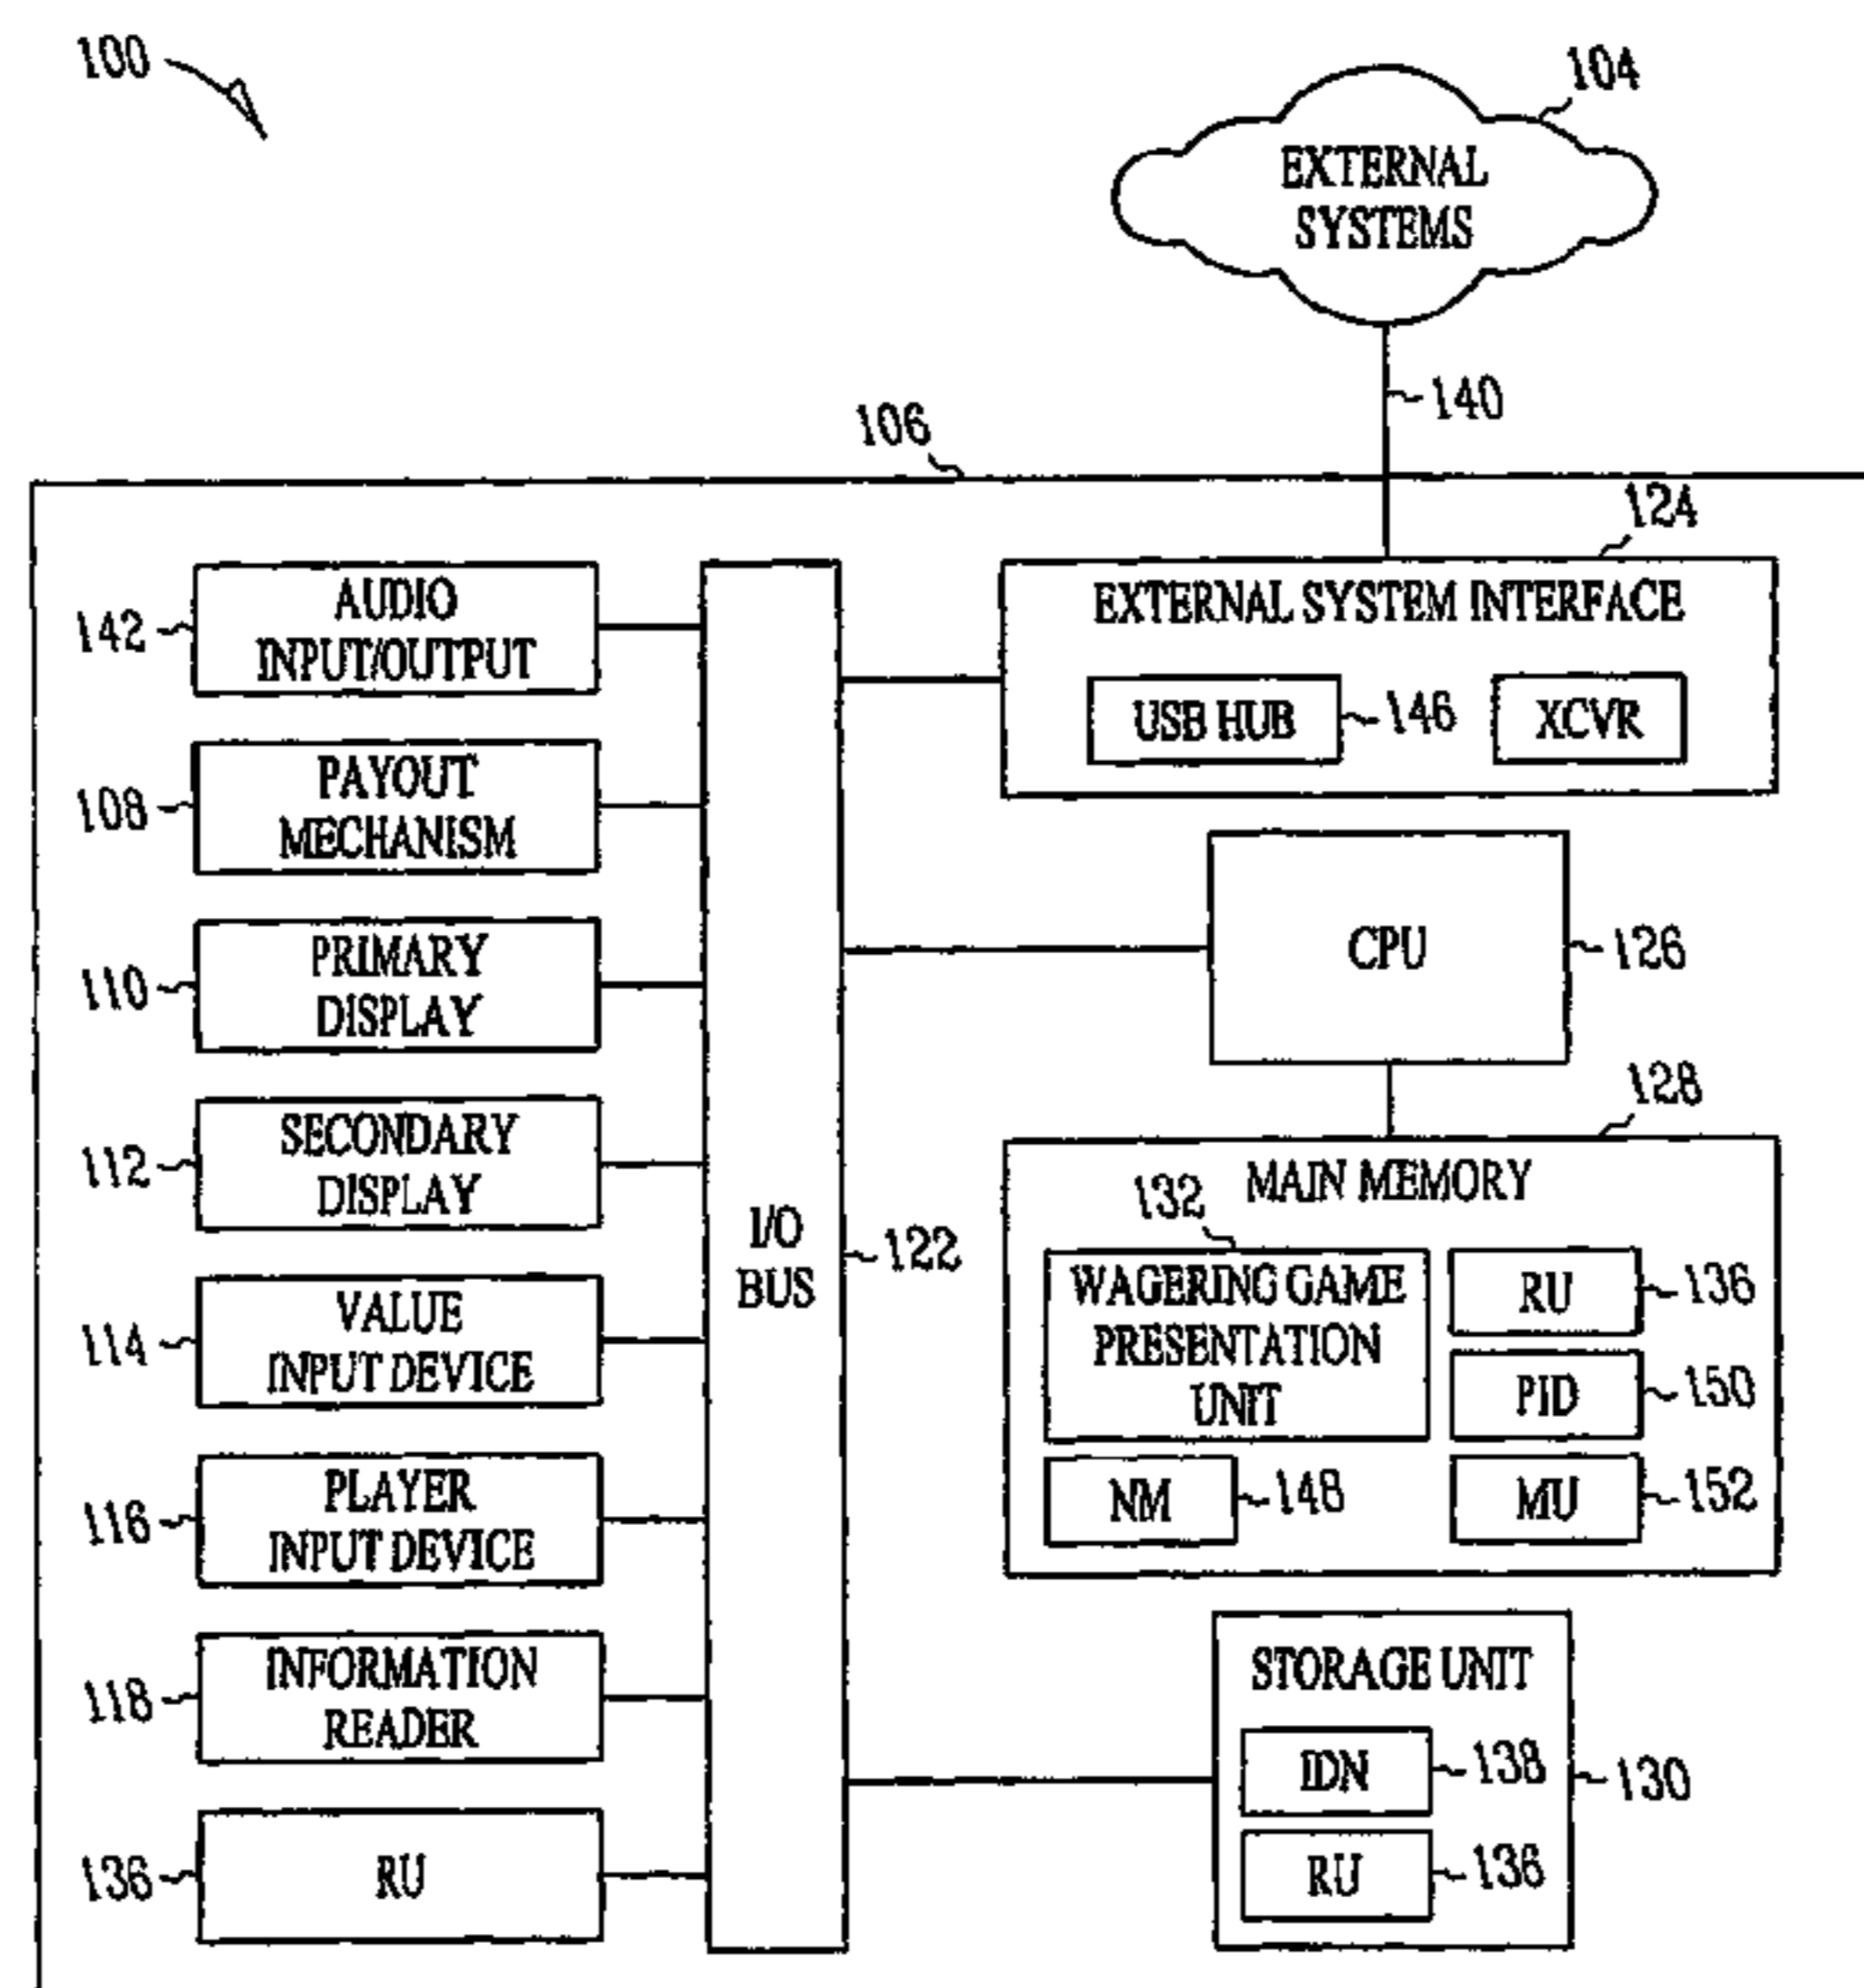 100
104
EXTERNAL
SYSTEMS
140
106
124
AUDIO
INPUT/OUTPUT
142
PAYOUT
MECHANISM
108
PRIMARY
DISPLAY
110
SECONDARY
DISPLAY
112
VALUE
INPUT DEVICE
114
PLAYER
INPUT DEVICE
116
INFORMATION
READER
118
RU
136
I/O
BUS
122
EXTERNAL SYSTEM INTERFACE
USB HUB
146
XCVR
CPU
126
128
MAIN MEMORY
132
WAGERING GAME
PRESENTATION
UNIT
RU
136
PID
150
NM
148
MU
152
STORAGE UNIT
IDN
138
130
RU
136